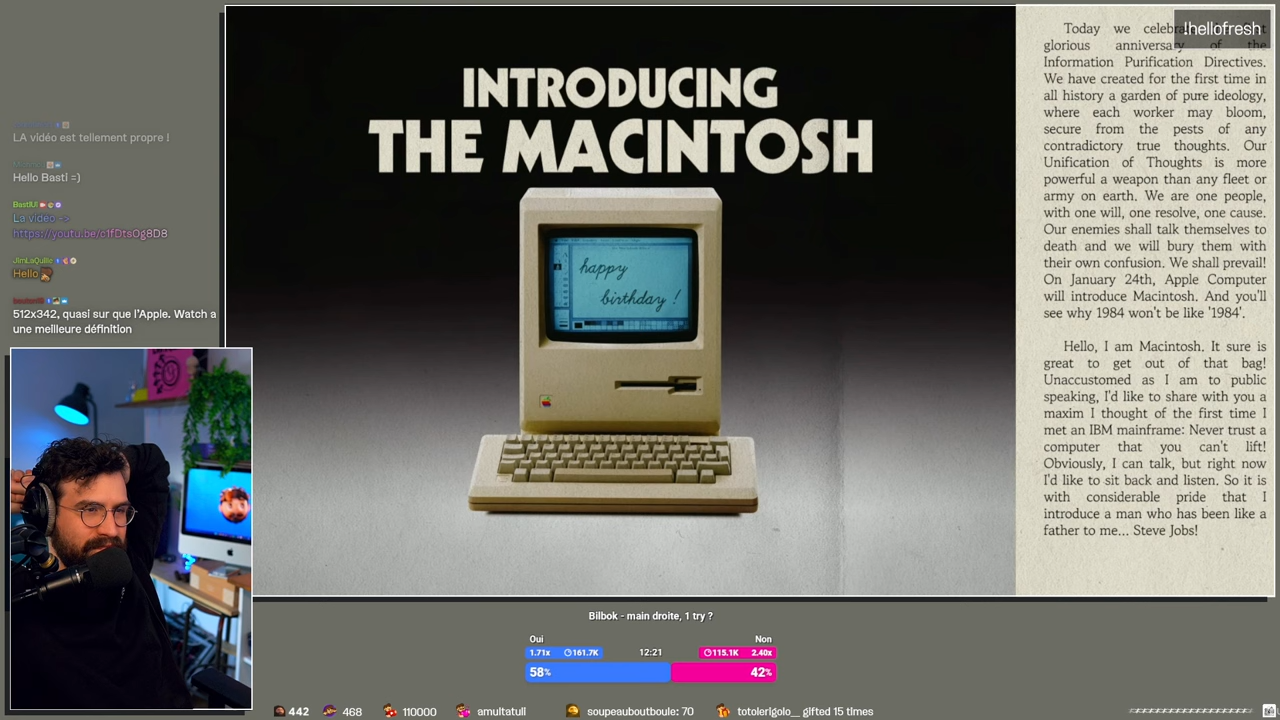 !hellofresh
INTRODUCING
THE MACINTOSH
happy
birthday !
Today we celebr
glorious anniversary of the
Information Purification Directives.
We have created for the first time in
all history a garden of pure ideology,
where each worker may bloom,
secure from the pests of any
contradictory true thoughts. Our
Unification of Thoughts is more
powerful a weapon than any fleet or
army on earth. We are one people,
with one will, one resolve, one cause.
Our enemies shall talk themselves to
death and we will bury them with
their own confusion. We shall prevail!
On January 24th, Apple Computer
will introduce Macintosh. And you'll
see why 1984 won't be like '1984'.
Hello, I am Macintosh. It sure is
great to get out of that bag!
Unaccustomed as I am to public
speaking, I'd like to share with you a
maxim I thought of the first time I
met an IBM mainframe: Never trust a
computer that you can't lift!
Obviously, I can talk, but right now
I'd like to sit back and listen. So it is
with considerable pride that I
introduce a man who has been like a
father to me... Steve Jobs!
LA vidéo est tellement propre !
Hello Basti =)
BastiUi
La vidéo ->
https://youtu.be/c1fDtsOg8D8
JimLaQuille
Hello
512x342, quasi sur que l'Apple. Watch a
une meilleure définition
Bilbok - main droite, 1 try ?
Oui Non
1.71x 161.7K 12:21 115.1K 2.40x
58% 42%
442 468 110000 amultatuli soupeauboutboule: 70 totolerigolo__ gifted 15 times